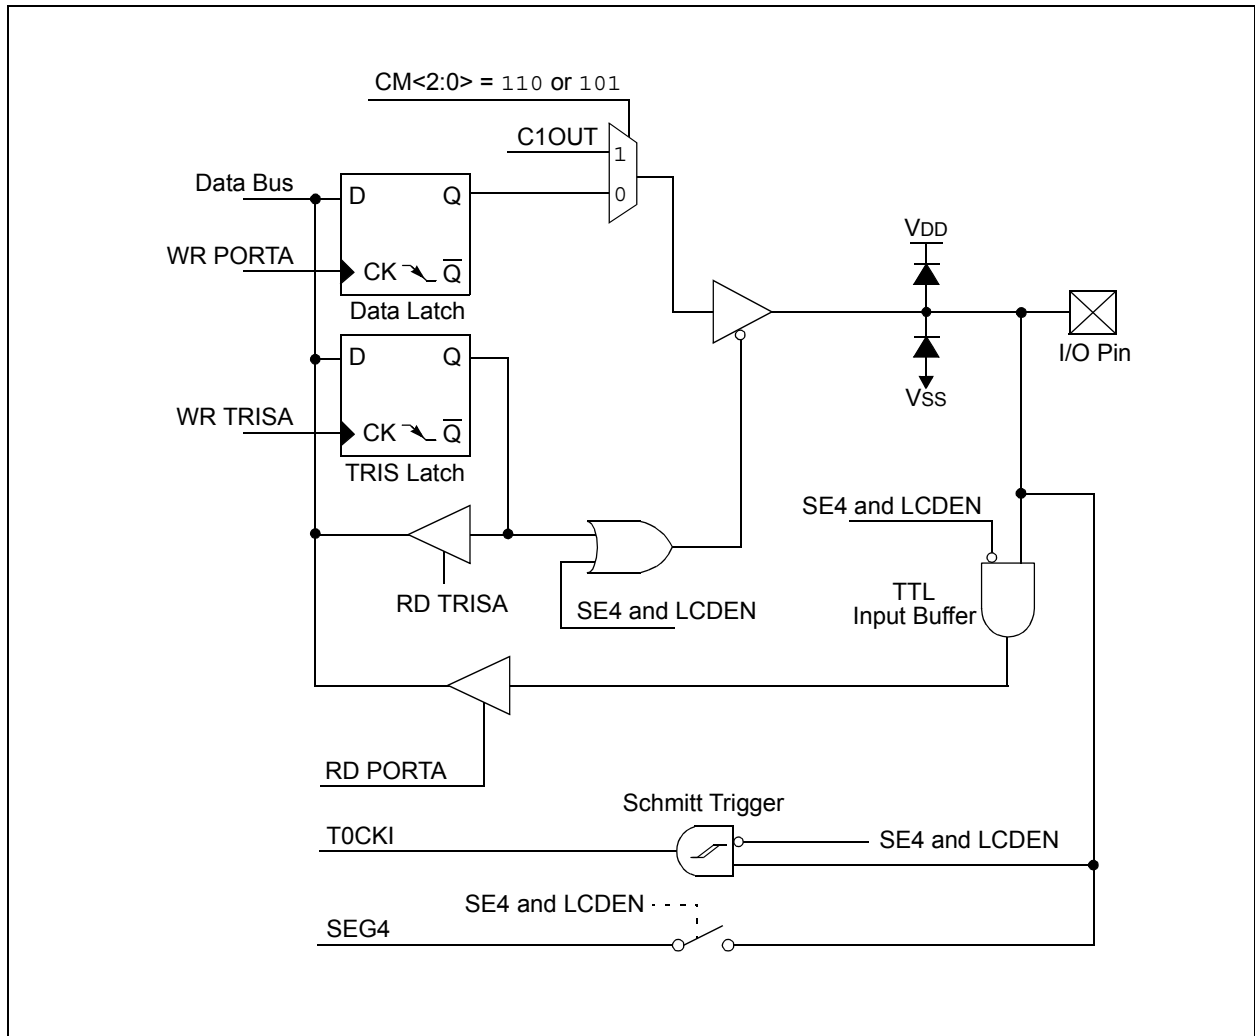 CM<2:0> = 110 or 101
C1OUT
1
0
Data Bus
D Q
WR PORTA
CK Q̅
Data Latch
VDD
I/O Pin
VSS
D Q
WR TRISA
CK Q̅
TRIS Latch
SE4 and LCDEN
RD TRISA
SE4 and LCDEN
TTL
Input Buffer
RD PORTA
Schmitt Trigger
T0CKI
SE4 and LCDEN
SE4 and LCDEN
SEG4